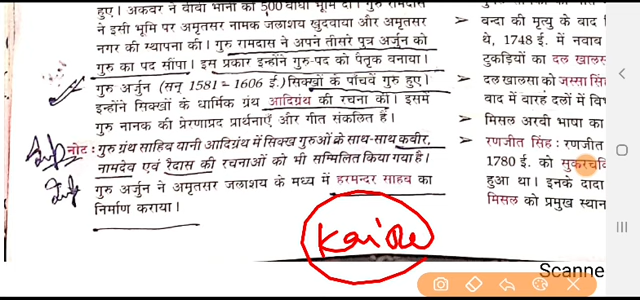 हुए। अकबर ने बीबी भानी को 500 बीघा भूमि दी। गुरु रामदास
ने इसी भूमि पर अमृतसर नामक जलाशय खुदवाया और अमृतसर
नगर की स्थापना की। गुरु रामदास ने अपने तीसरे पुत्र अर्जुन को
गुरु का पद सौंपा। इस प्रकार इन्होंने गुरु-पद को पैतृक बनाया।
गुरु अर्जुन (सन् 1581 - 1606 ई.) सिक्खों के पाँचवें गुरु हुए।
इन्होंने सिक्खों के धार्मिक ग्रंथ आदिग्रंथ की रचना की। इसमें
गुरु नानक की प्रेरणाप्रद प्रार्थनाएँ और गीत संकलित हैं।
नोट : गुरु ग्रंथ साहिब यानी आदिग्रंथ में सिक्ख गुरुओं के साथ-साथ कबीर,
नामदेव एवं रैदास की रचनाओं को भी सम्मिलित किया गया है।
गुरु अर्जुन ने अमृतसर जलाशय के मध्य में हरमन्दर साहब का
निर्माण कराया।
➤ बन्दा की मृत्यु के बाद
थे, 1748 ई. में नवाब
टुकड़ियों का दल खालस
➤ दल खालसा को जस्सा सिं
बाद में बारह दलों में वि
➤ मिसल अरबी भाषा का
➤ रणजीत सिंह : रणजीत
1780 ई. को सुकरचकि
हुआ था। इनके दादा
मिसल को प्रमुख स्थान
Scanne